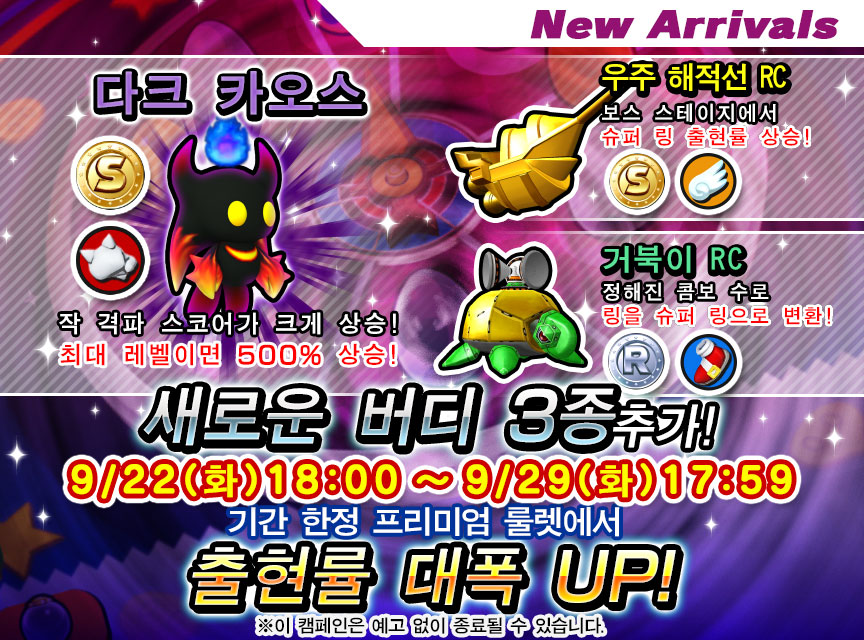 New Arrivals
다크 카오스
S
작 격파 스코어가 크게 상승!
최대 레벨이면 500% 상승!
우주 해적선 RC
보스 스테이지에서
슈퍼 링 출현률 상승!
S
거북이 RC
정해진 콤보 수로
링을 슈퍼 링으로 변환!
R
새로운 버디 3종추가!
9/22(화)18:00 ~ 9/29(화)17:59
기간 한정 프리미엄 룰렛에서
출현률 대폭 UP!
※이 캠페인은 예고 없이 종료될 수 있습니다.